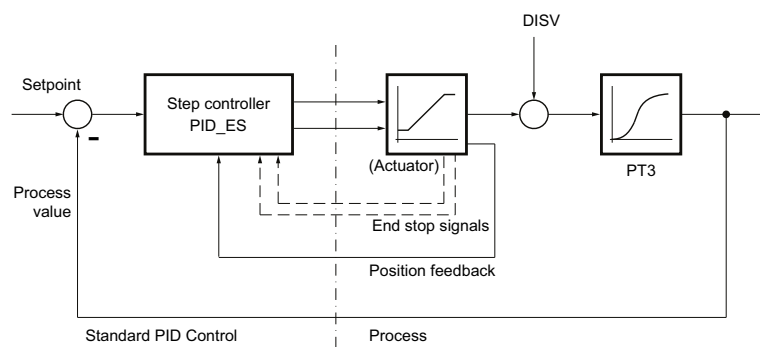 DISV
Setpoint
Step controller
PID_ES
(Actuator)
PT3
Process
value
End stop signals
Position feedback
Standard PID Control
Process